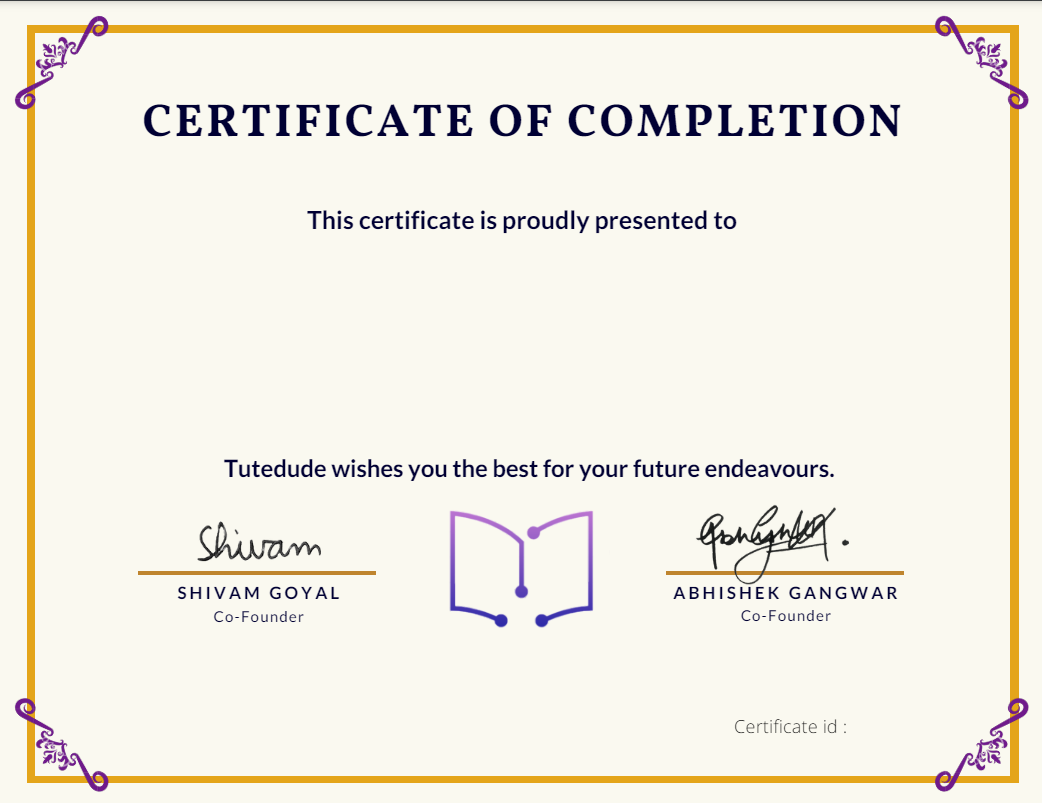 CERTIFICATE OF COMPLETION
This certificate is proudly presented to
Tutedude wishes you the best for your future endeavours.
Shivam
SHIVAM GOYAL
Co-Founder
ABHISHEK GANGWAR
Co-Founder
Certificate id :